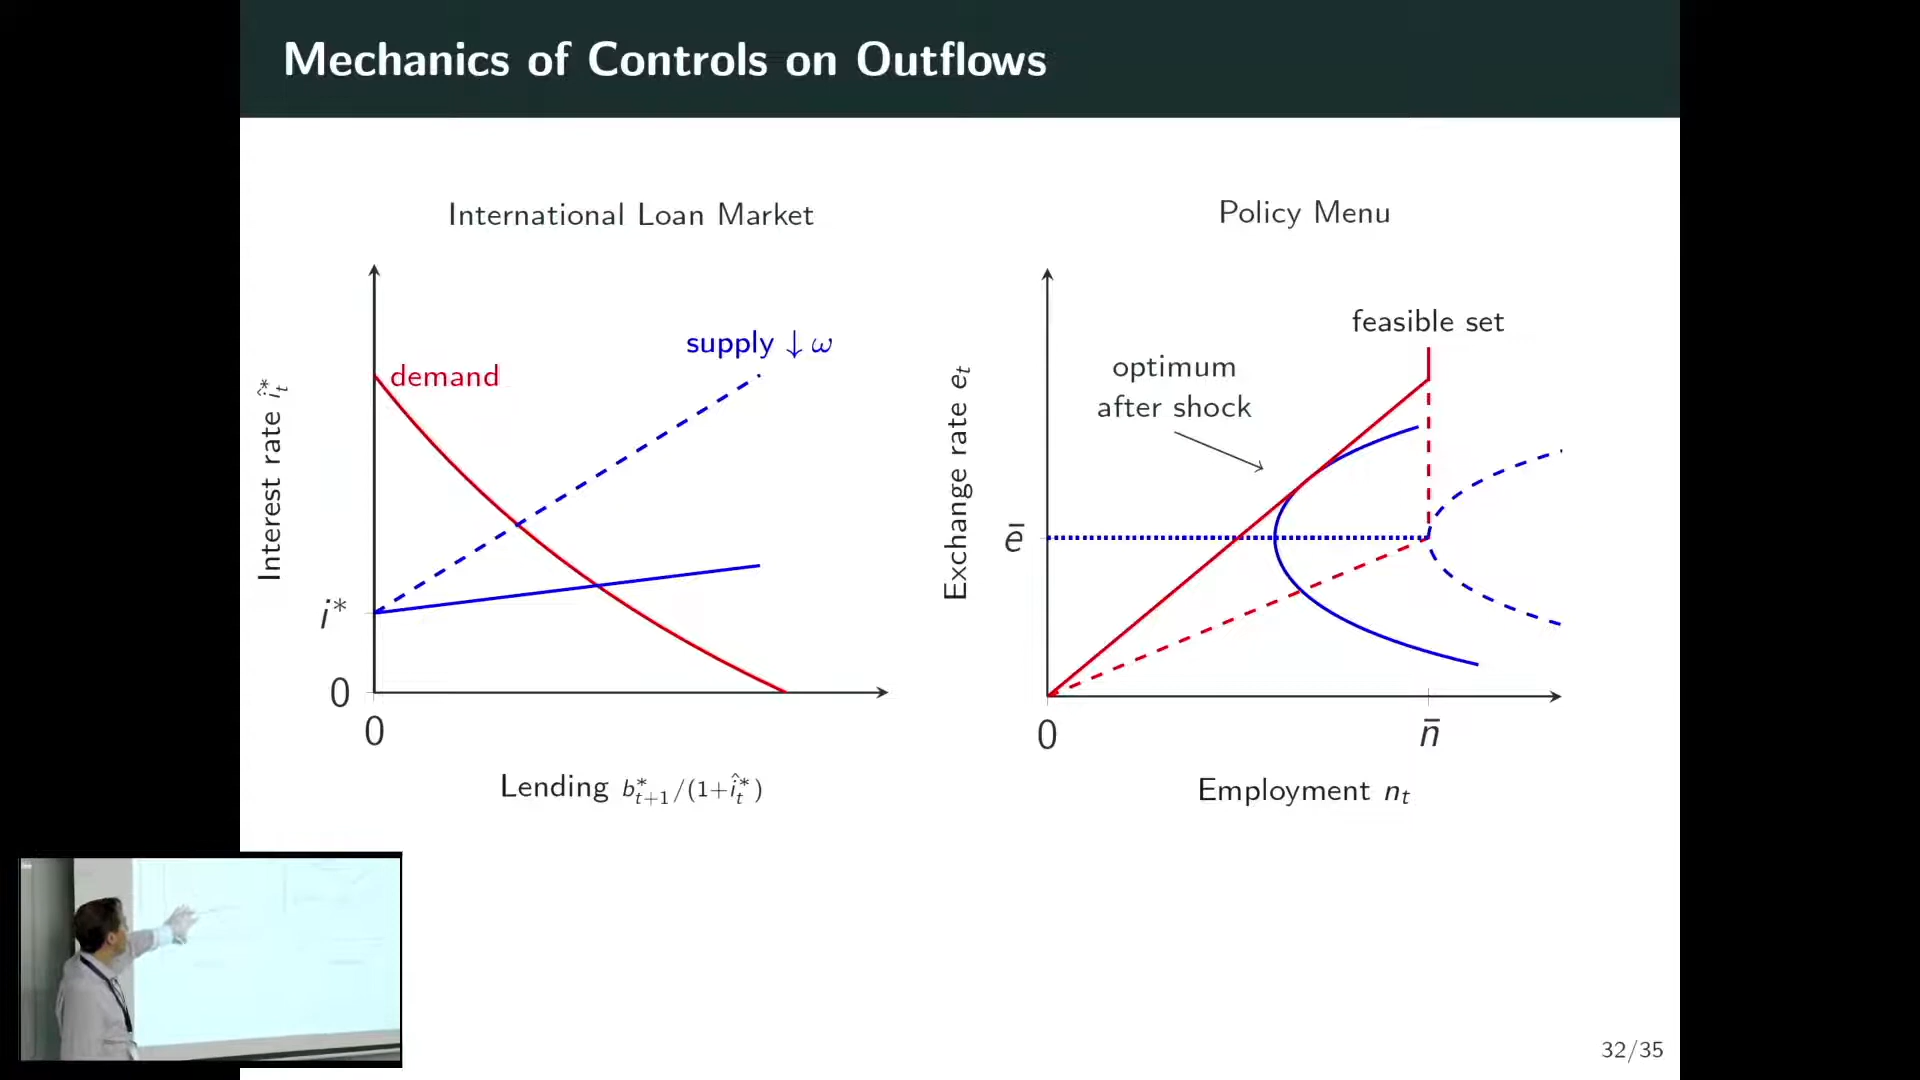 Mechanics of Controls on Outflows
International Loan Market
Interest rate î*ₜ
demand
supply ↓ ω
i*
0
0
Lending b*ₜ₊₁/(1+î*ₜ)
Policy Menu
Exchange rate eₜ
feasible set
optimum
after shock
ē
0
n̄
Employment nₜ
32/35